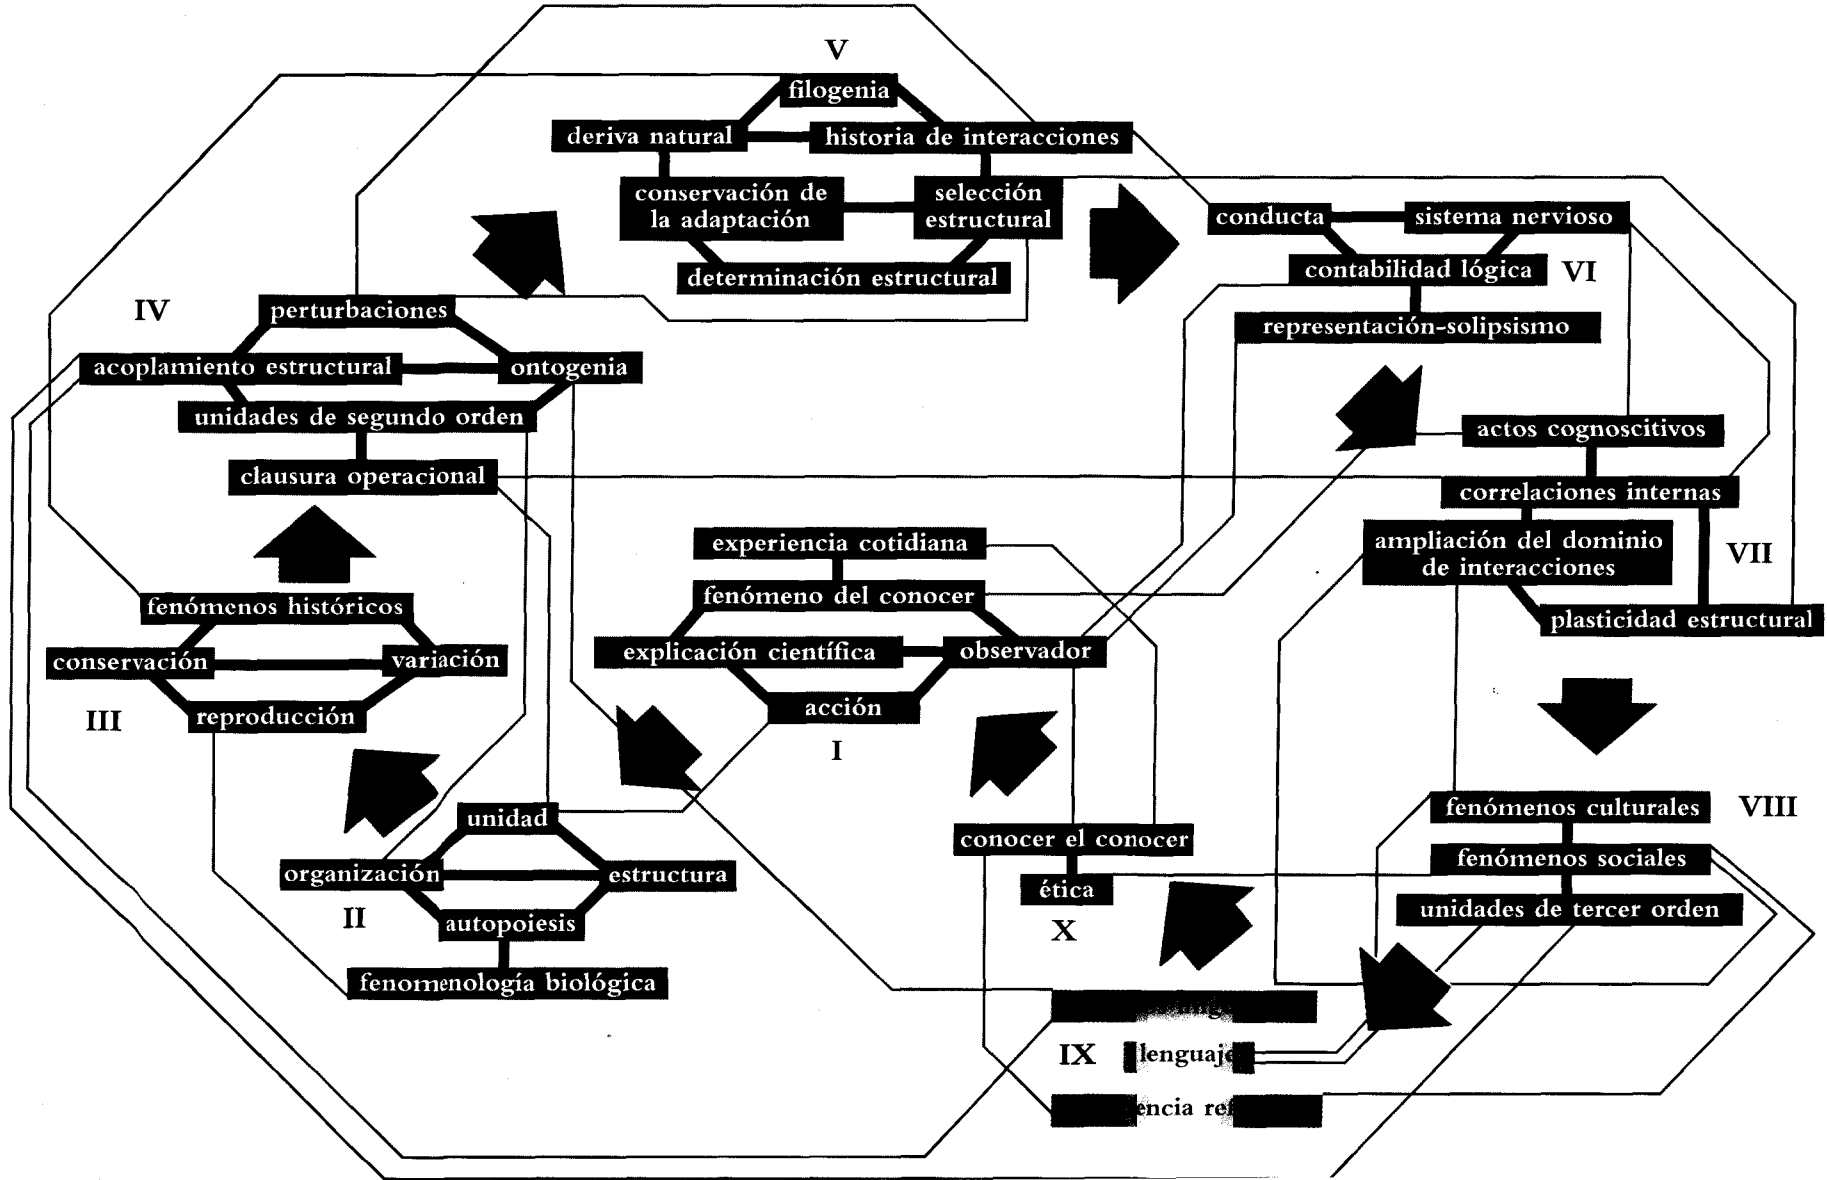 V
filogenia
deriva natural
historia de interacciones
conservación de
la adaptación
selección
estructural
determinación estructural
conducta
sistema nervioso
contabilidad lógica
VI
representación-solipsismo
IV
perturbaciones
acoplamiento estructural
ontogenia
unidades de segundo orden
clausura operacional
actos cognoscitivos
correlaciones internas
ampliación del dominio
de interacciones
VII
plasticidad estructural
experiencia cotidiana
fenómeno del conocer
explicación científica
observador
acción
I
fenómenos históricos
conservación
variación
reproducción
III
unidad
organización
estructura
II
autopoiesis
fenomenología biológica
conocer el conocer
ética
X
fenómenos culturales
VIII
fenómenos sociales
unidades de tercer orden
IX
lenguaje